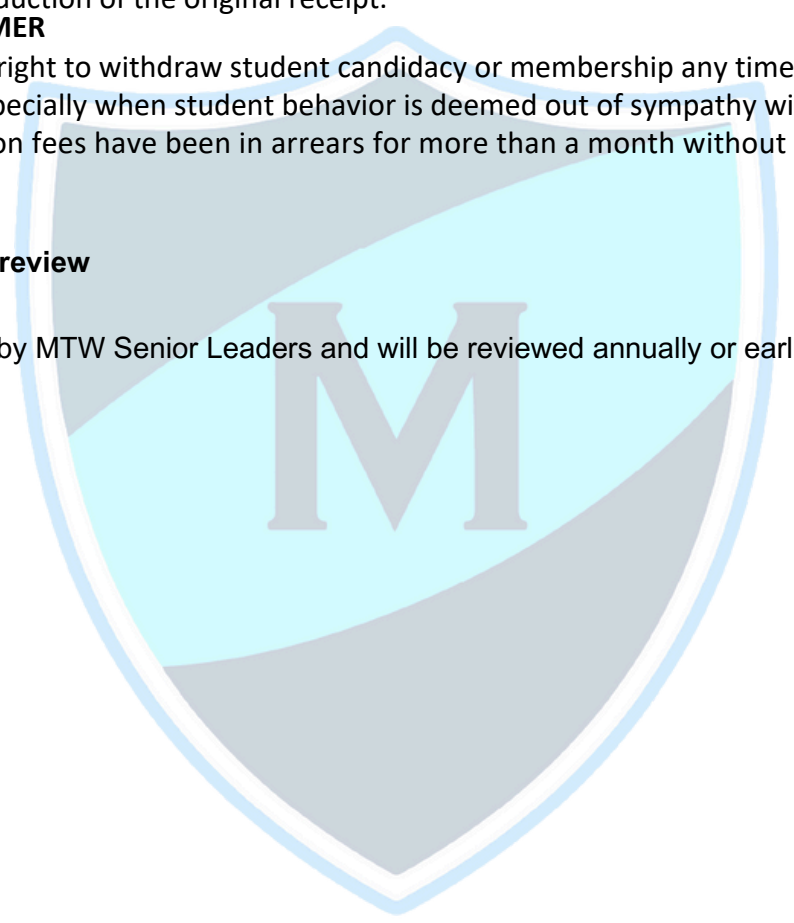 duction of the original receipt.
MER
right to withdraw student candidacy or membership any time
pecially when student behavior is deemed out of sympathy wi
on fees have been in arrears for more than a month without
review
by MTW Senior Leaders and will be reviewed annually or earl
M